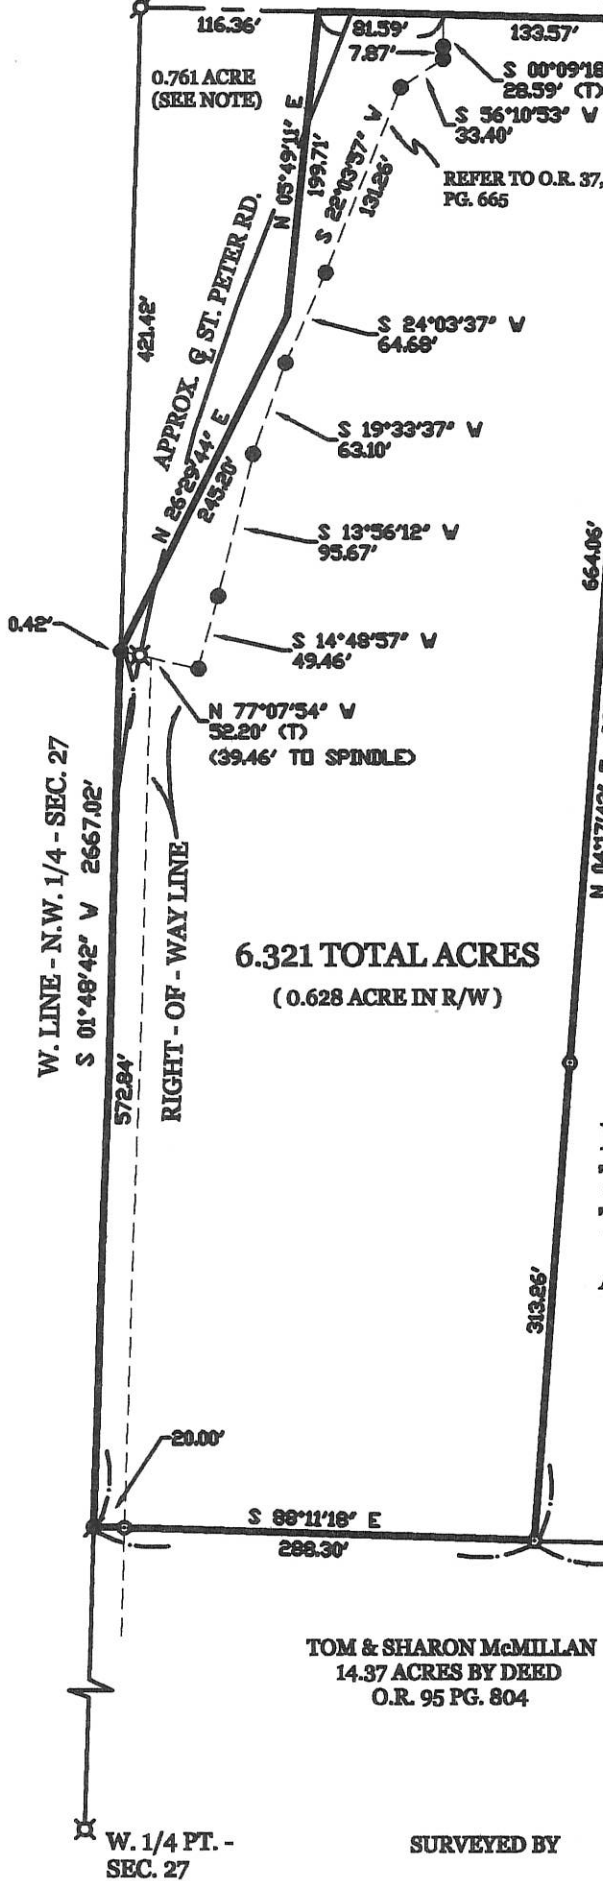 116.36'
81.59'
133.57'
7.87'
0.761 ACRE
(SEE NOTE)
S 00°09'18
28.59' (T)
S 56°10'53" W
33.40'
REFER TO O.R. 37,
PG. 665
N 05°49'11" E
199.71'
S 22°03'57" W
131.26'
421.42'
APPROX. ℄ ST. PETER RD.
S 24°03'37" W
64.68'
N 26°29'44" E
245.20'
S 19°33'37" W
63.10'
S 13°56'12" W
95.67'
664.06'
0.42'
S 14°48'57" W
49.46'
N 77°07'54" W
52.20' (T)
(39.46' TO SPINDLE)
W. LINE - N.W. 1/4 - SEC. 27
S 01°48'42" W 2667.02'
RIGHT - OF - WAY LINE
572.84'
6.321 TOTAL ACRES
( 0.628 ACRE IN R/W )
313.26'
20.00'
S 88°11'18" E
288.30'
TOM & SHARON McMILLAN
14.37 ACRES BY DEED
O.R. 95 PG. 804
W. 1/4 PT. -
SEC. 27
SURVEYED BY